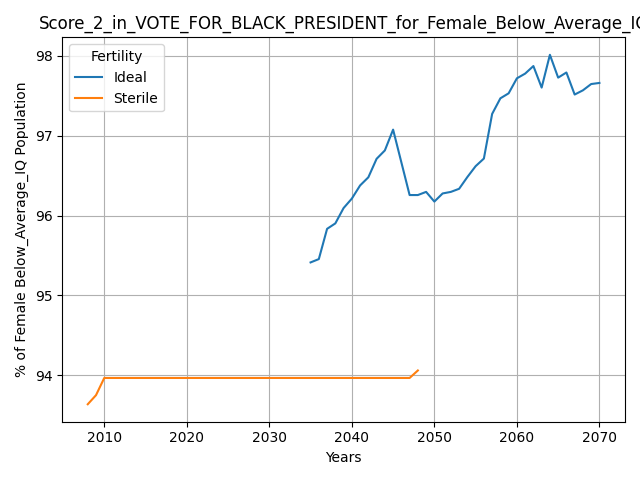 Score_2_in_VOTE_FOR_BLACK_PRESIDENT_for_Female_Below_Average_IQ
Fertility
Ideal
Sterile
98
97
96
95
94
% of Female Below_Average_IQ Population
2010 2020 2030 2040 2050 2060 2070
Years